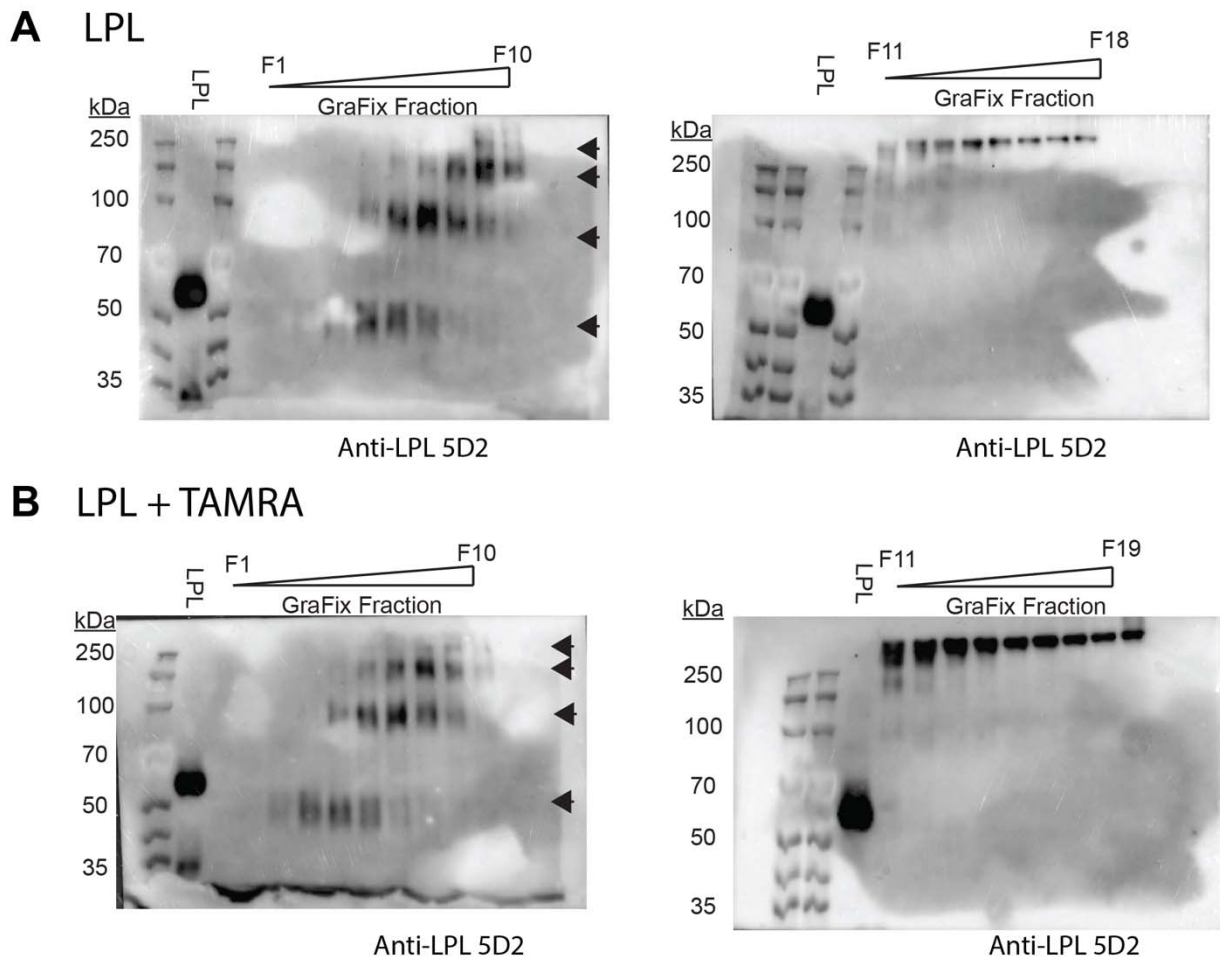 A LPL
F1 F10
LPL
GraFix Fraction
kDa
250
100
70
50
35
Anti-LPL 5D2
F11 F18
LPL
GraFix Fraction
kDa
250
100
70
50
35
Anti-LPL 5D2
B LPL + TAMRA
F1 F10
LPL
GraFix Fraction
kDa
250
100
70
50
35
Anti-LPL 5D2
F11 F19
LPL
GraFix Fraction
kDa
250
100
70
50
35
Anti-LPL 5D2